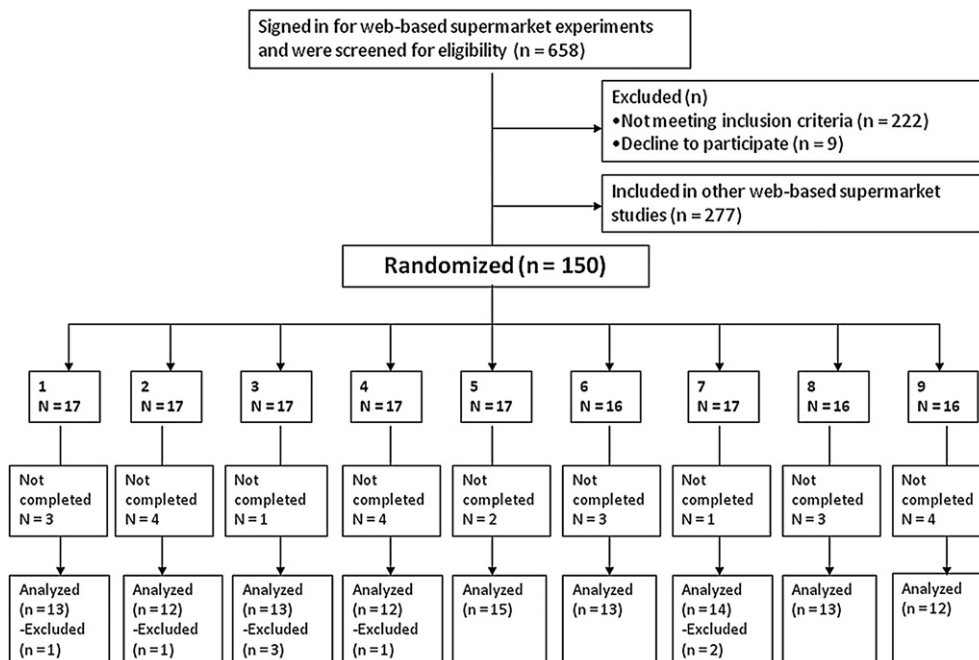 Signed in for web-based supermarket experiments
and were screened for eligibility (n = 658)
Excluded (n)
•Not meeting inclusion criteria (n = 222)
•Decline to participate (n = 9)
Included in other web-based supermarket
studies (n = 277)
Randomized (n = 150)
1
N = 17
2
N = 17
3
N = 17
4
N = 17
5
N = 17
6
N = 16
7
N = 17
8
N = 16
9
N = 16
Not
completed
N = 3
Not
completed
N = 4
Not
completed
N = 1
Not
completed
N = 4
Not
completed
N = 2
Not
completed
N = 3
Not
completed
N = 1
Not
completed
N = 3
Not
completed
N = 4
Analyzed
(n = 13)
-Excluded
(n = 1)
Analyzed
(n = 12)
-Excluded
(n = 1)
Analyzed
(n = 13)
-Excluded
(n = 3)
Analyzed
(n = 12)
-Excluded
(n = 1)
Analyzed
(n = 15)
Analyzed
(n = 13)
Analyzed
(n = 14)
-Excluded
(n = 2)
Analyzed
(n = 13)
Analyzed
(n = 12)